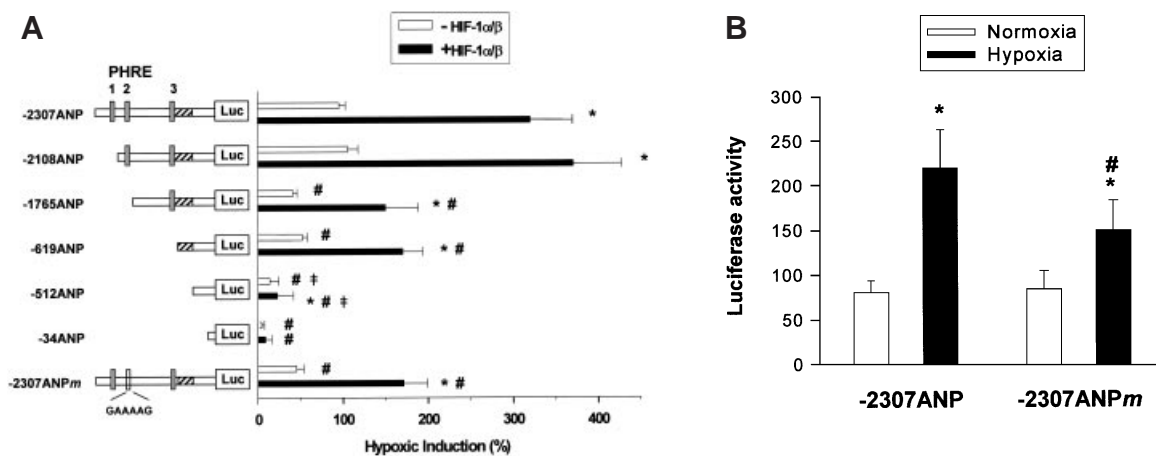 A
- HIF-1α/β
+HIF-1α/β
PHRE
1 2 3
-2307ANP Luc *
-2108ANP Luc *
-1765ANP Luc #
* #
-619ANP Luc #
* #
-512ANP Luc # ‡
* # ‡
-34ANP Luc #
#
-2307ANPm Luc #
* #
GAAAAG
0 100 300 400
Hypoxic Induction (%)
B
Normoxia
Hypoxia
Luciferase activity
300
250
200
150
100
50
0
*
#
*
-2307ANP -2307ANPm